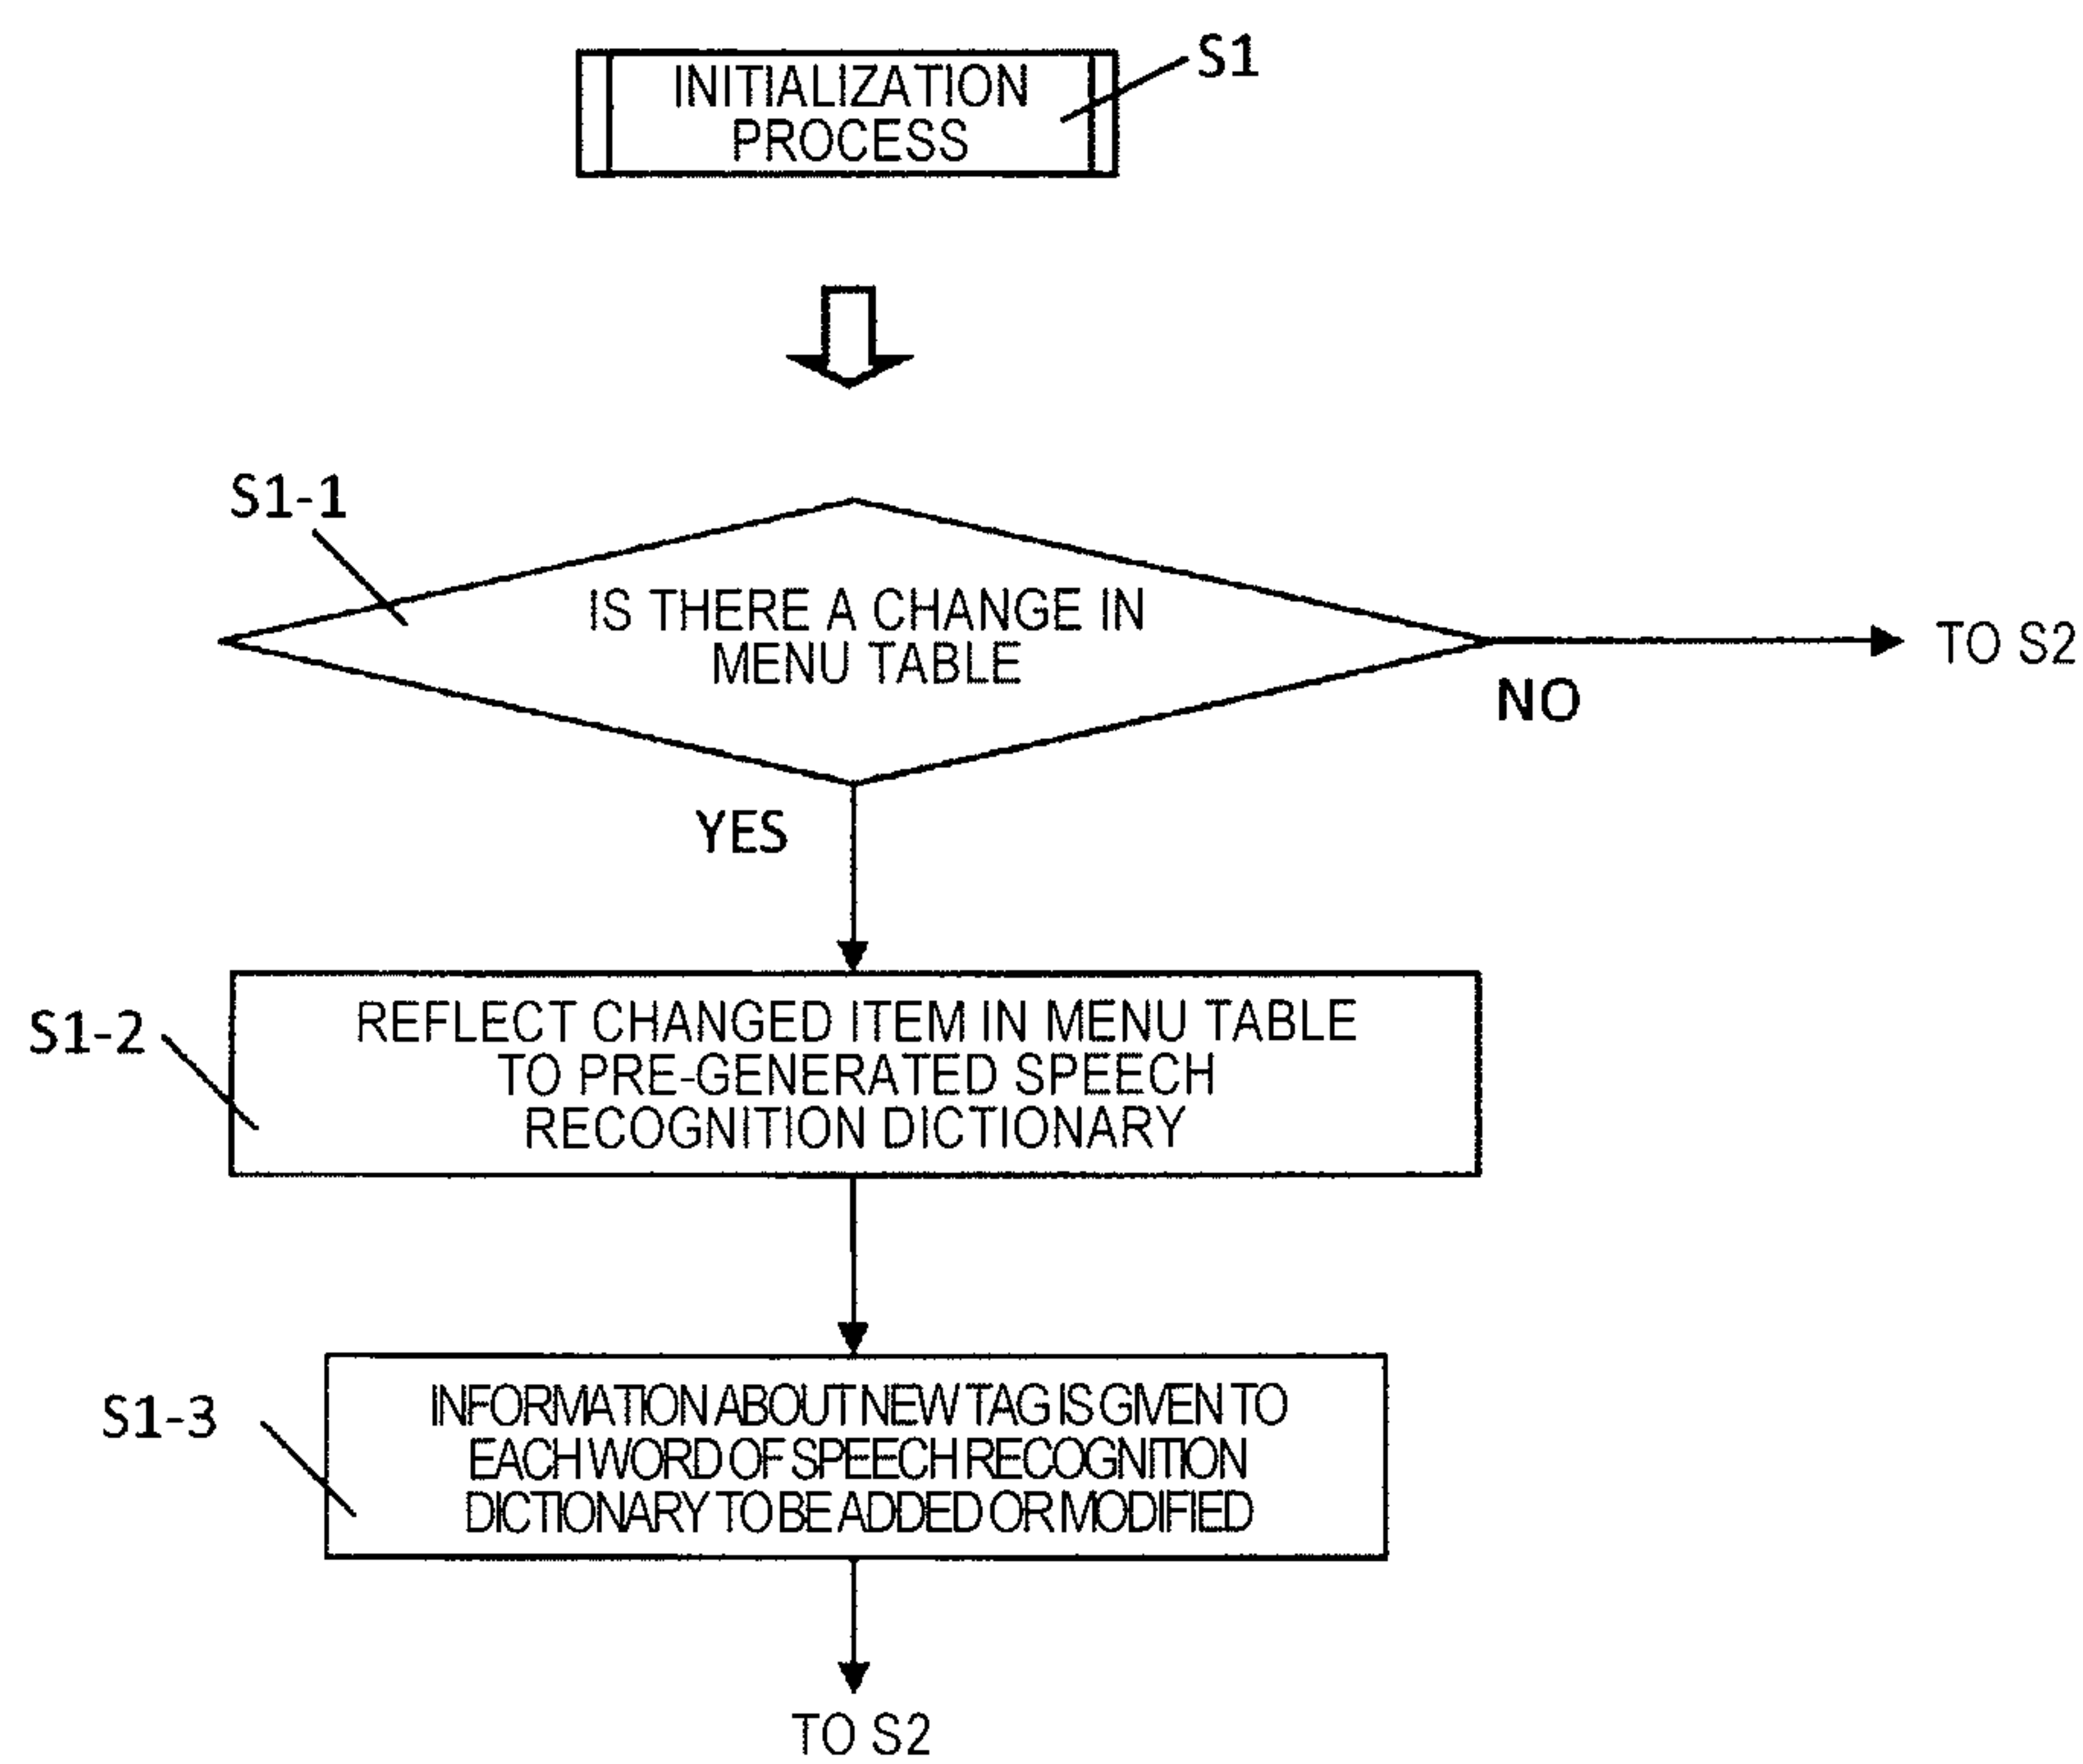 S1
INITIALIZATION
PROCESS
S1-1
IS THERE A CHANGE IN
MENU TABLE
TO S2
NO
YES
S1-2
REFLECT CHANGED ITEM IN MENU TABLE
TO PRE-GENERATED SPEECH
RECOGNITION DICTIONARY
S1-3
INFORMATION ABOUT NEW TAG IS GIVEN TO
EACH WORD OF SPEECH RECOGNITION
DICTIONARY TO BE ADDED OR MODIFIED
TO S2